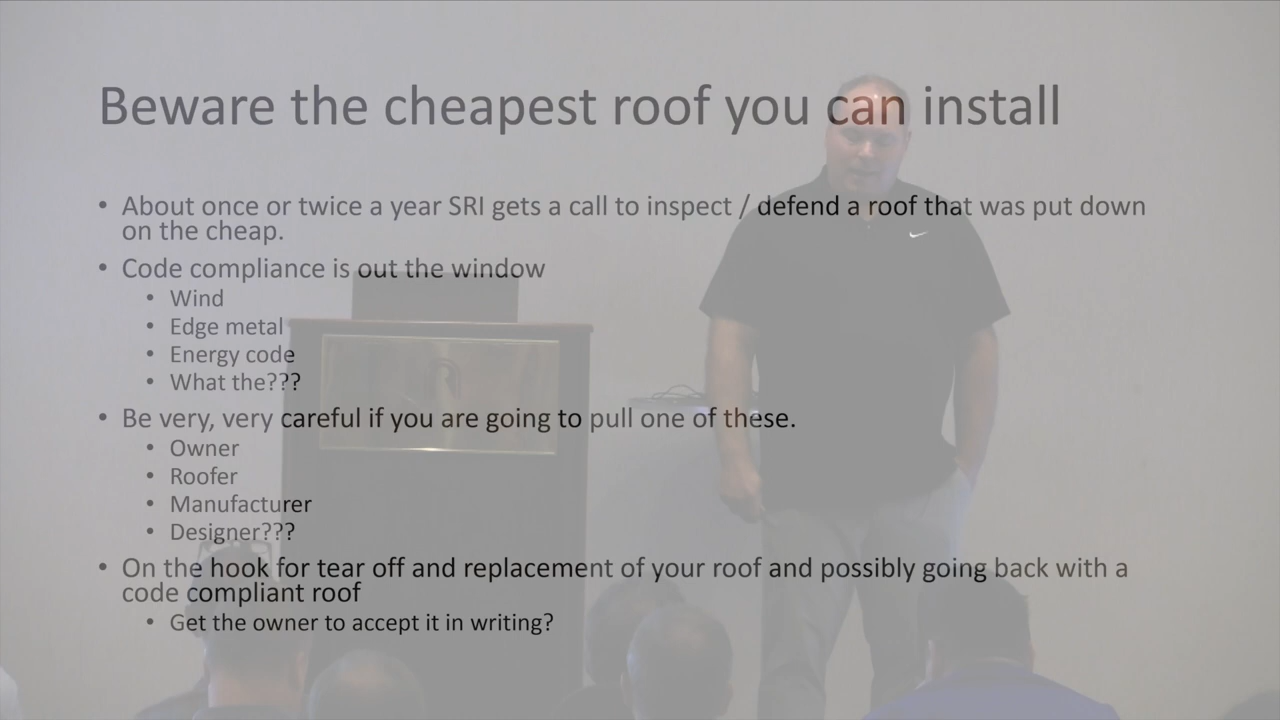 Beware the cheapest roof you can install
• About once or twice a year SRI gets a call to inspect / defend a roof that was put down
on the cheap.
• Code compliance is out the window
• Wind
• Edge metal
• Energy code
• What the???
• Be very, very careful if you are going to pull one of these.
• Owner
• Roofer
• Manufacturer
• Designer???
• On the hook for tear off and replacement of your roof and possibly going back with a
code compliant roof
• Get the owner to accept it in writing?